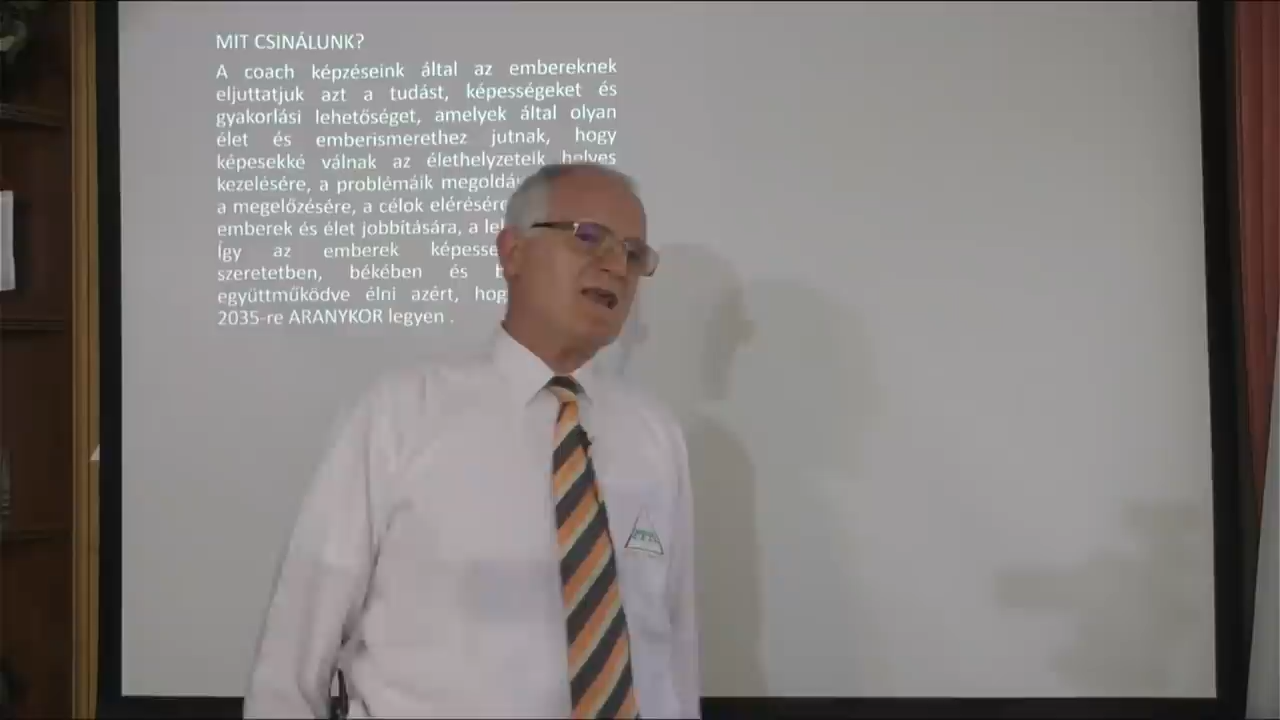 MIT CSINÁLUNK?
A coach képzéseink által az embereknek
eljuttatjuk azt a tudást, képességeket és
gyakorlási lehetőséget, amelyek által olyan
élet és emberismerethez jutnak, hogy
képesekké válnak az élethelyzeteik helyes
kezelésére, a problémáik
a megelőzésére, a célok
emberek és élet jobbítására, a
Így az emberek
szeretetben, békében és
együttműködve élni azért,
2035-re ARANYKOR legyen .